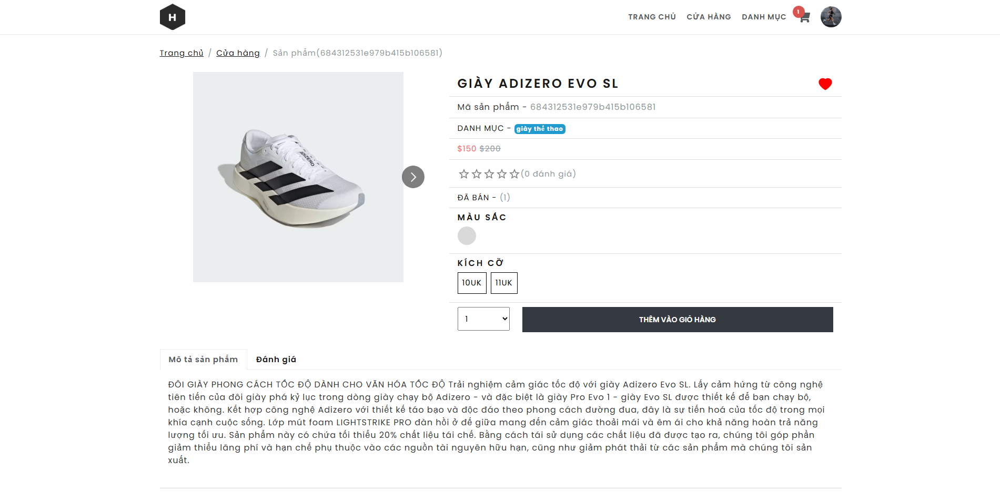 H
TRANG CHỦ CỬA HÀNG DANH MỤC 1
Trang chủ / Cửa hàng / Sản phẩm(684312531e979b415b106581)
GIÀY ADIZERO EVO SL
Mã sản phẩm - 684312531e979b415b106581
DANH MỤC - giày thể thao
$150 $200
(0 đánh giá)
ĐÃ BÁN - (1)
MÀU SẮC
KÍCH CỠ
10UK 11UK
1 THÊM VÀO GIỎ HÀNG
ADIZERO
Mô tả sản phẩm Đánh giá
ĐÔI GIÀY PHONG CÁCH TỐC ĐỘ DÀNH CHO VĂN HÓA TỐC ĐỘ Trải nghiệm cảm giác tốc độ với giày Adizero Evo SL. Lấy cảm hứng từ công nghệ
tiên tiến của đôi giày phá kỷ lục trong dòng giày chạy bộ Adizero - và đặc biệt là giày Pro Evo 1 - giày Evo SL được thiết kế để bạn chạy bộ,
hoặc không. Kết hợp công nghệ Adizero với thiết kế táo bạo và độc đáo theo phong cách đường đua, đây là sự tiến hoá của tốc độ trong mọi
khía cạnh cuộc sống. Lớp mút foam LIGHTSTRIKE PRO đàn hồi ở đế giữa mang đến cảm giác thoải mái và êm ái cho khả năng hoàn trả năng
lượng tối ưu. Sản phẩm này có chứa tối thiểu 20% chất liệu tái chế. Bằng cách tái sử dụng các chất liệu đã được tạo ra, chúng tôi góp phần
giảm thiểu lãng phí và hạn chế phụ thuộc vào các nguồn tài nguyên hữu hạn, cũng như giảm phát thải từ các sản phẩm mà chúng tôi sản
xuất.